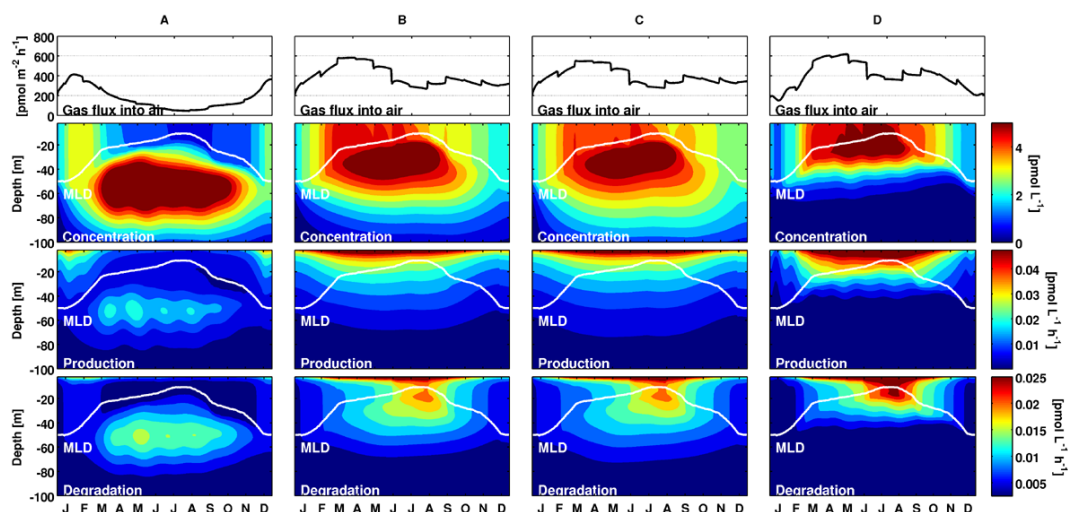 A B C D
800
600
400
200
0
[pmol m-2 h-1]
Gas flux into air Gas flux into air Gas flux into air Gas flux into air
-20
-40
-60
-80
-100
Depth [m]
MLD MLD MLD MLD
Concentration Concentration Concentration Concentration
4
2
0
[pmol L-1]
-20
-40
-60
-80
-100
Depth [m]
MLD MLD MLD MLD
Production Production Production Production
0.04
0.03
0.02
0.01
[pmol L-1 h-1]
-20
-40
-60
-80
-100
Depth [m]
MLD MLD MLD MLD
Degradation Degradation Degradation Degradation
0.025
0.02
0.015
0.01
0.005
[pmol L-1 h-1]
J F M A M J J A S O N D J F M A M J J A S O N D J F M A M J J A S O N D J F M A M J J A S O N D